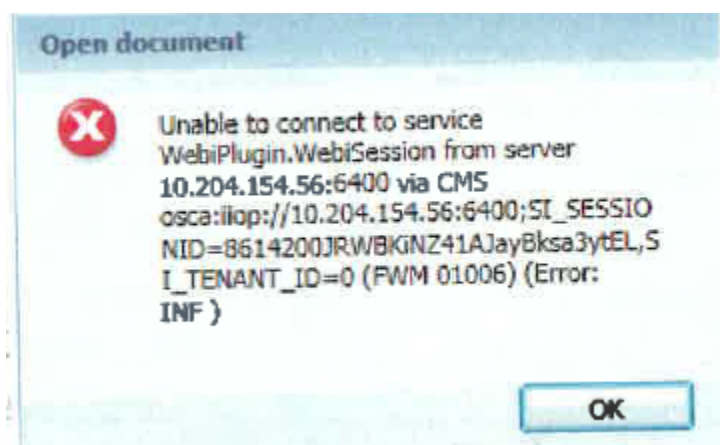 Open document
Unable to connect to service
WebiPlugin.WebiSession from server
10.204.154.56:6400 via CMS
osca:iiop://10.204.154.56:6400;SI_SESSIO
NID=8614200JRWBKiNZ41AJayBksa3ytEL,S
I_TENANT_ID=0 (FWM 01006) (Error:
INF )
OK